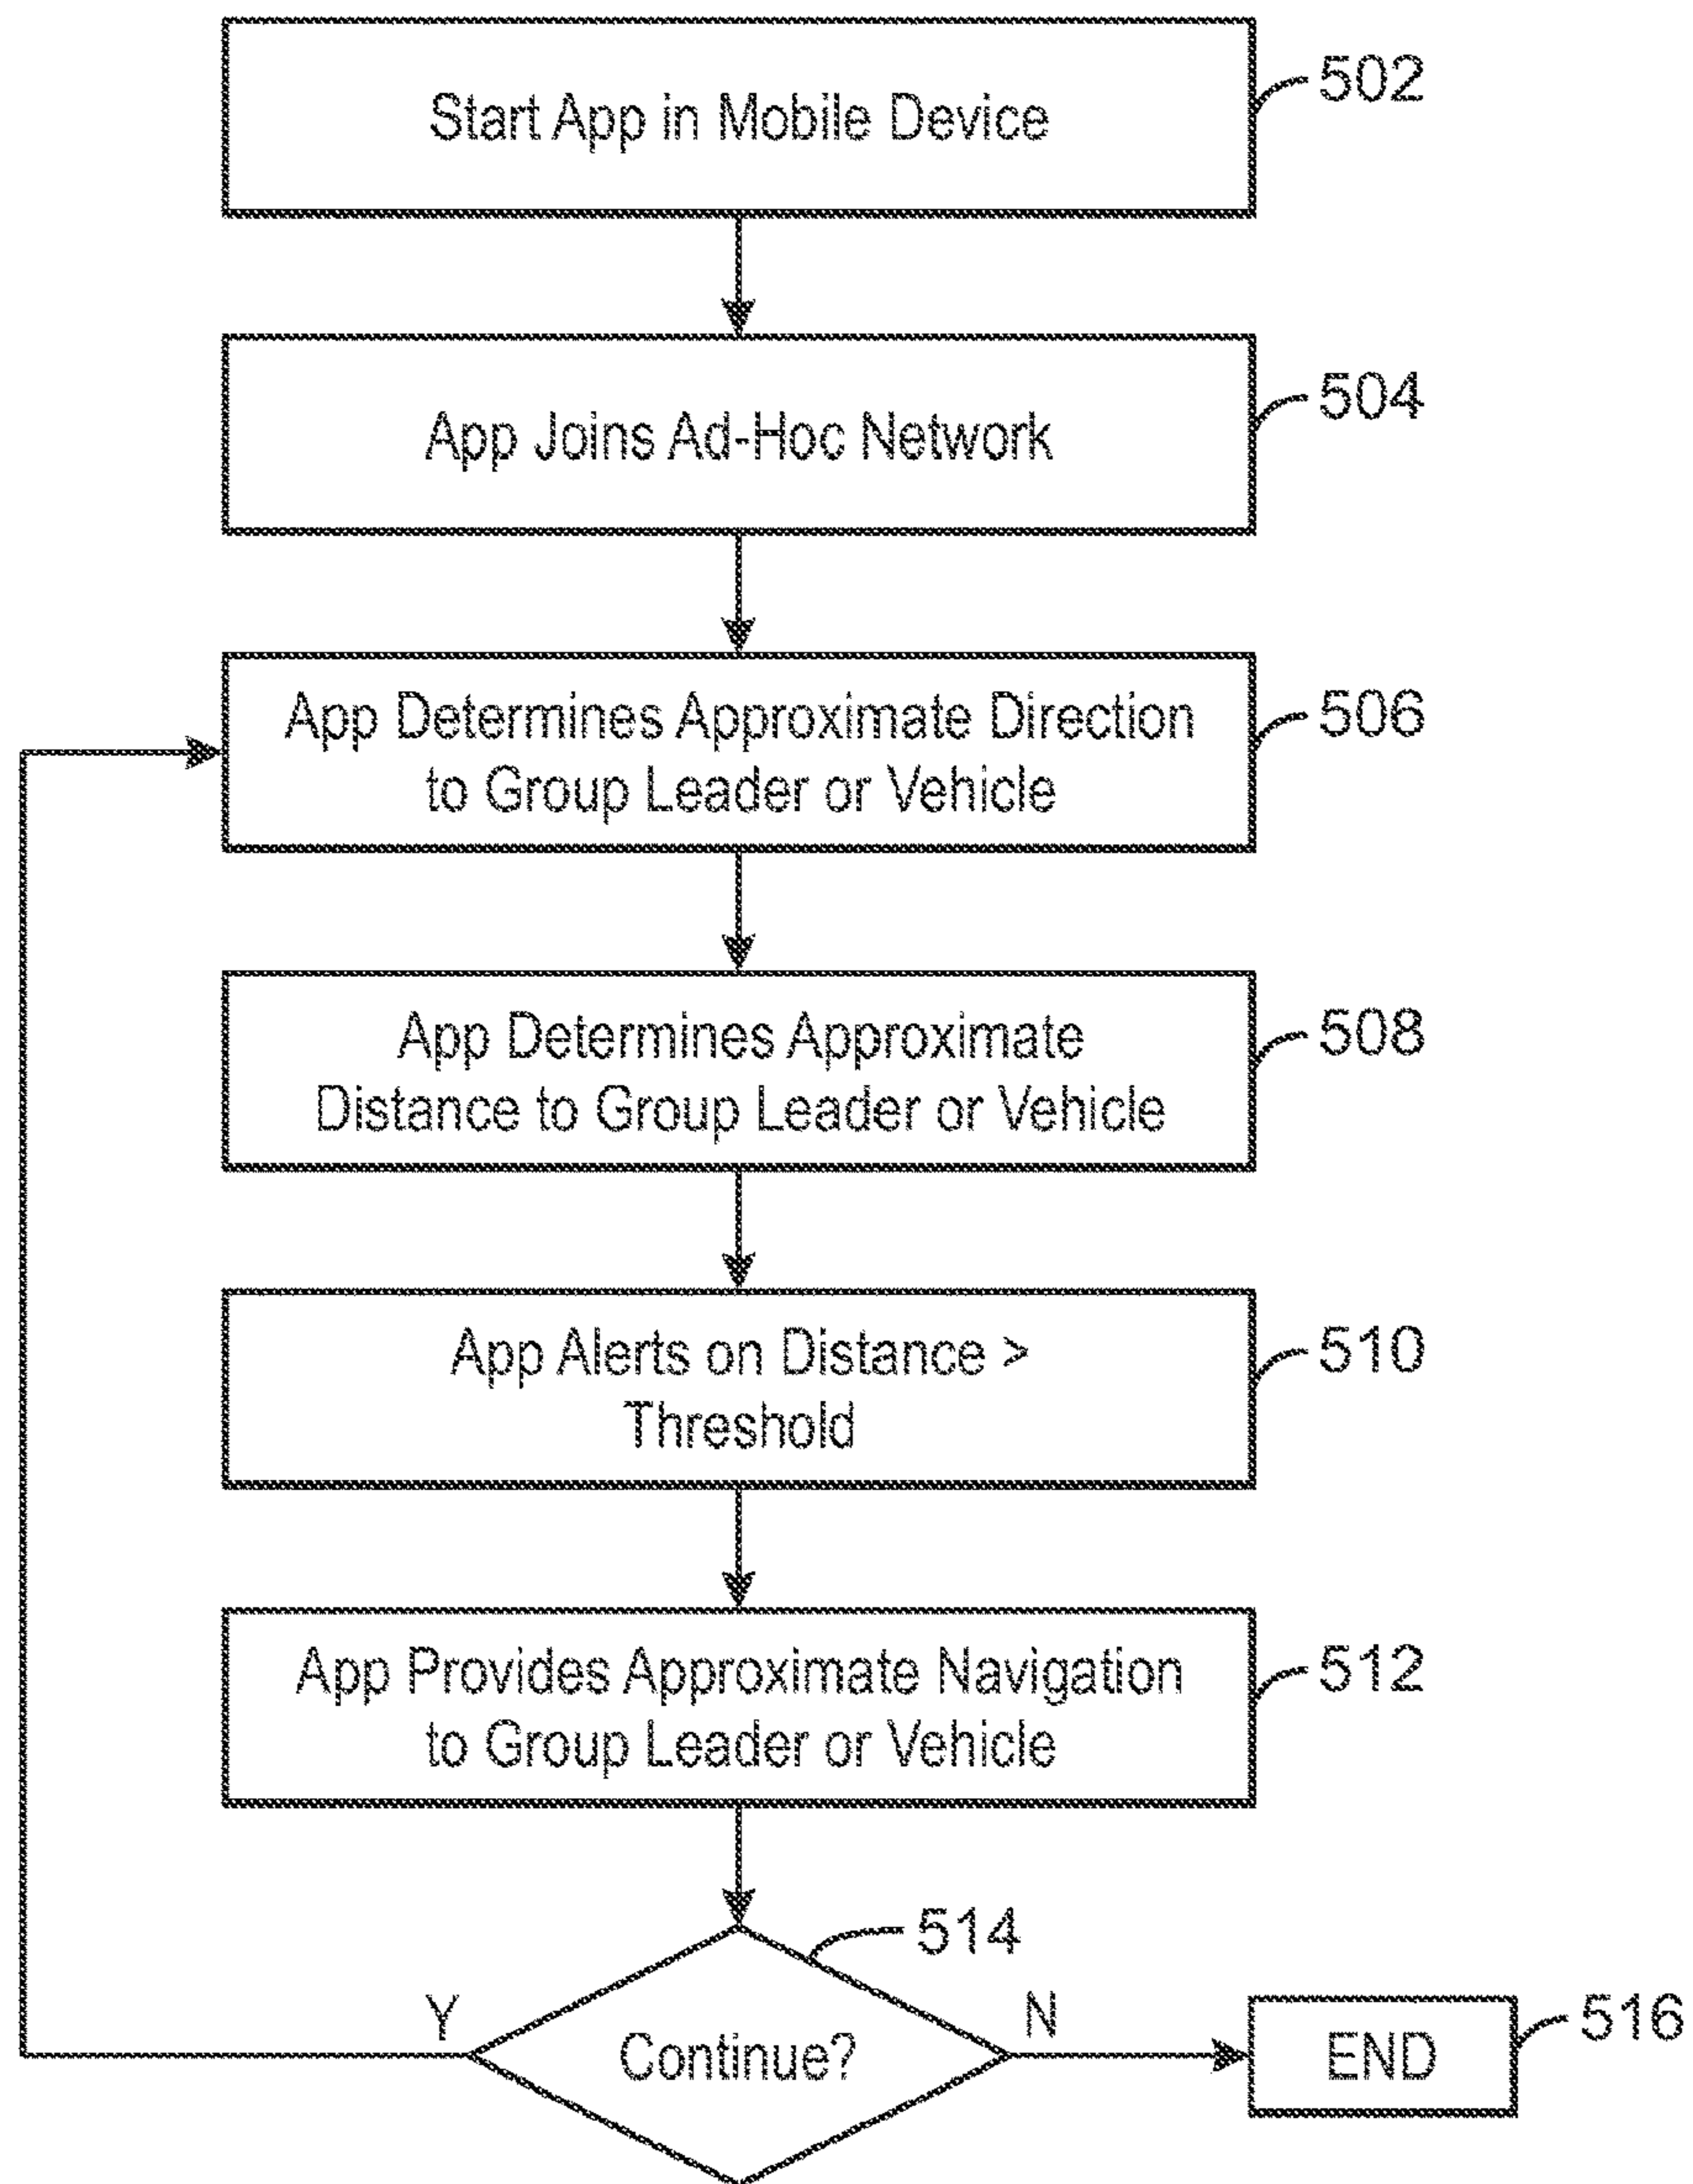 Start App in Mobile Device
502
App Joins Ad-Hoc Network
504
App Determines Approximate Direction
to Group Leader or Vehicle
506
App Determines Approximate
Distance to Group Leader or Vehicle
508
App Alerts on Distance >
Threshold
510
App Provides Approximate Navigation
to Group Leader or Vehicle
512
514
Y
Continue?
N
END
516